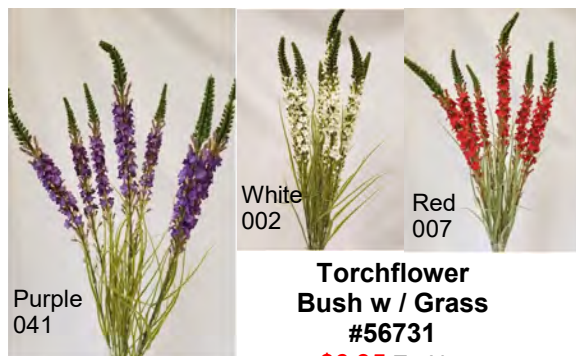 Purple
041
White
002
Red
007
Torchflower
Bush w / Grass
#56731